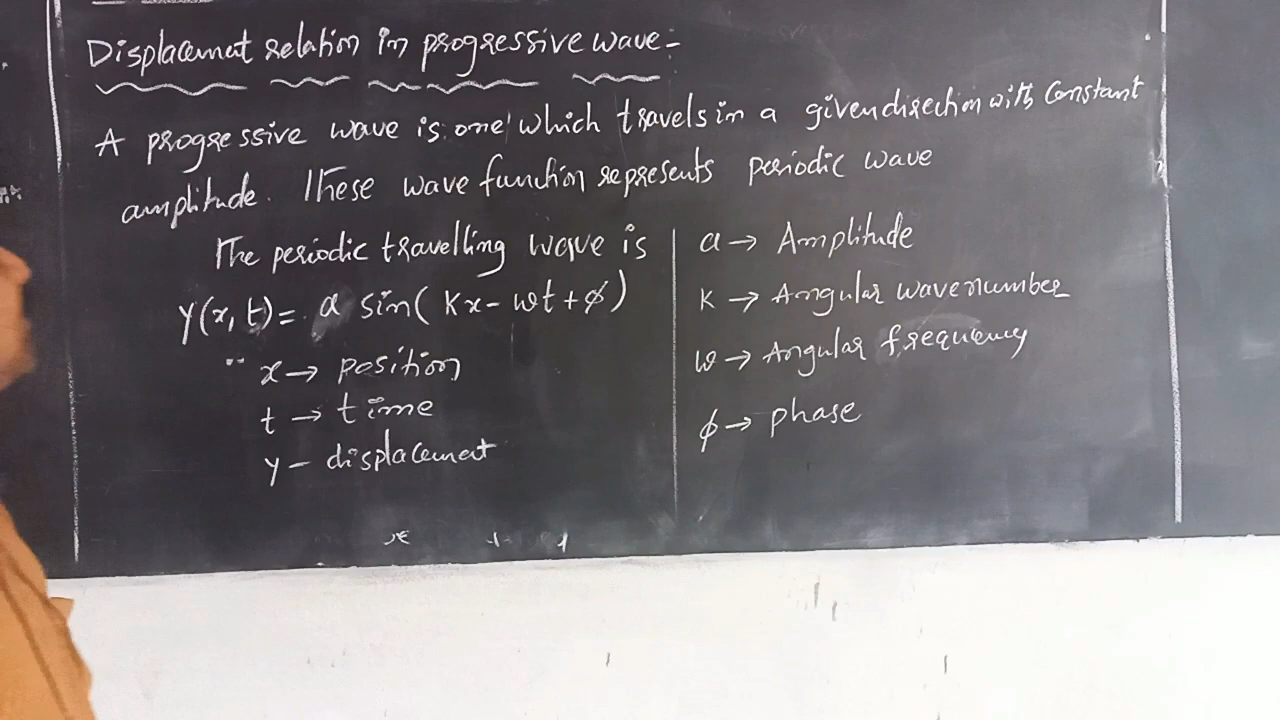 Displacemat relation in progressive wave:-
A progressive wave is one which travels in a given direction with constant
amplitude. These wave function represents periodic wave
The periodic travelling wave is
y(x, t) = a sin( kx - ωt + ϕ)
x → position
t → time
y - displacement
a → Amplitude
K → Angular wave number
ω → Angular frequency
ϕ → phase